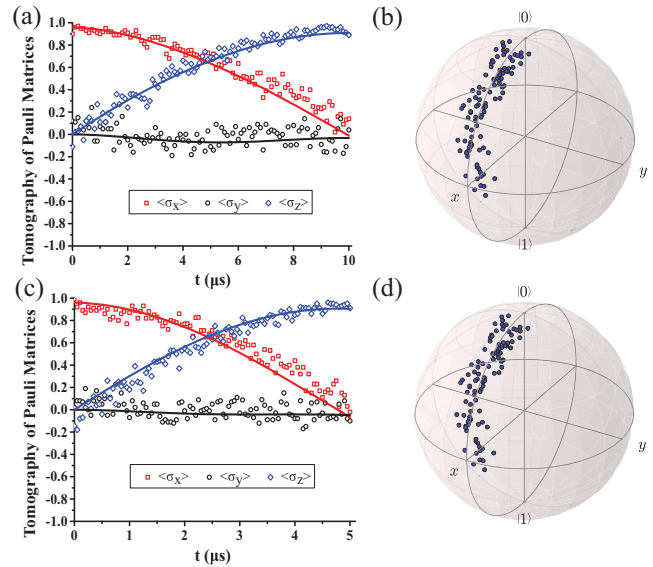 (a)
Tomography of Pauli Matrices
1.0
0.8
0.6
0.4
0.2
0.0
-0.2
-0.4
-0.6
-0.8
-1.0
<σx> <σy> <σz>
0 2 4 6 8 10
t (μs)
(b)
|0⟩
x
y
|1⟩
(c)
Tomography of Pauli Matrices
1.0
0.8
0.6
0.4
0.2
0.0
-0.2
-0.4
-0.6
-0.8
-1.0
<σx> <σy> <σz>
0 1 2 3 4 5
t (μs)
(d)
|0⟩
x
y
|1⟩